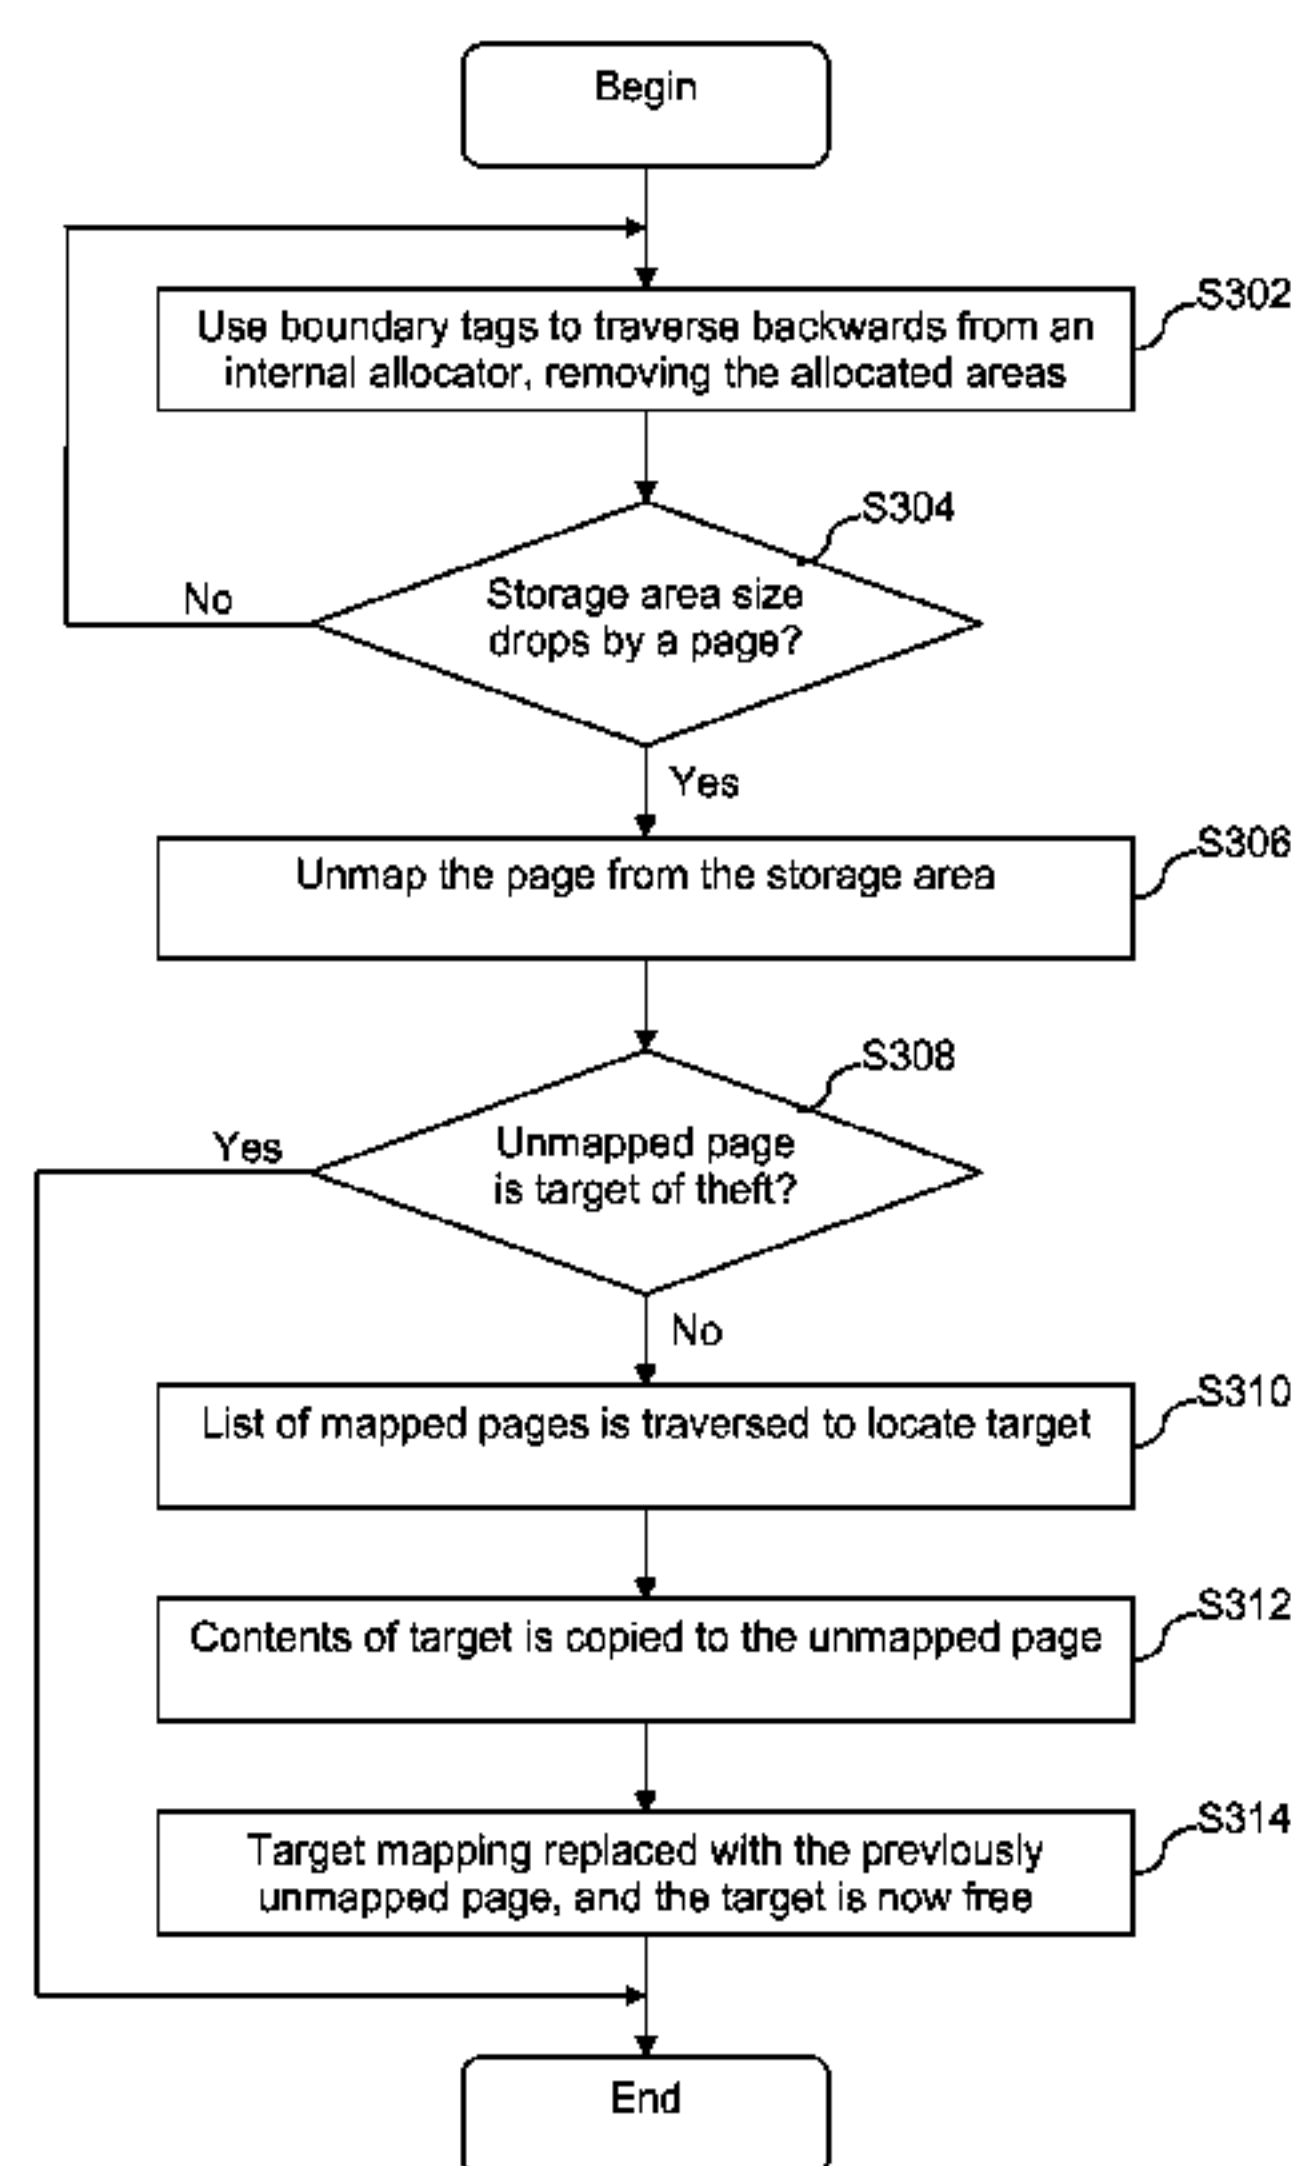 Begin
S302
Use boundary tags to traverse backwards from an
internal allocator, removing the allocated areas
S304
Storage area size
drops by a page?
No
Yes
S306
Unmap the page from the storage area
S308
Unmapped page
is target of theft?
Yes
No
S310
List of mapped pages is traversed to locate target
S312
Contents of target is copied to the unmapped page
S314
Target mapping replaced with the previously
unmapped page, and the target is now free
End